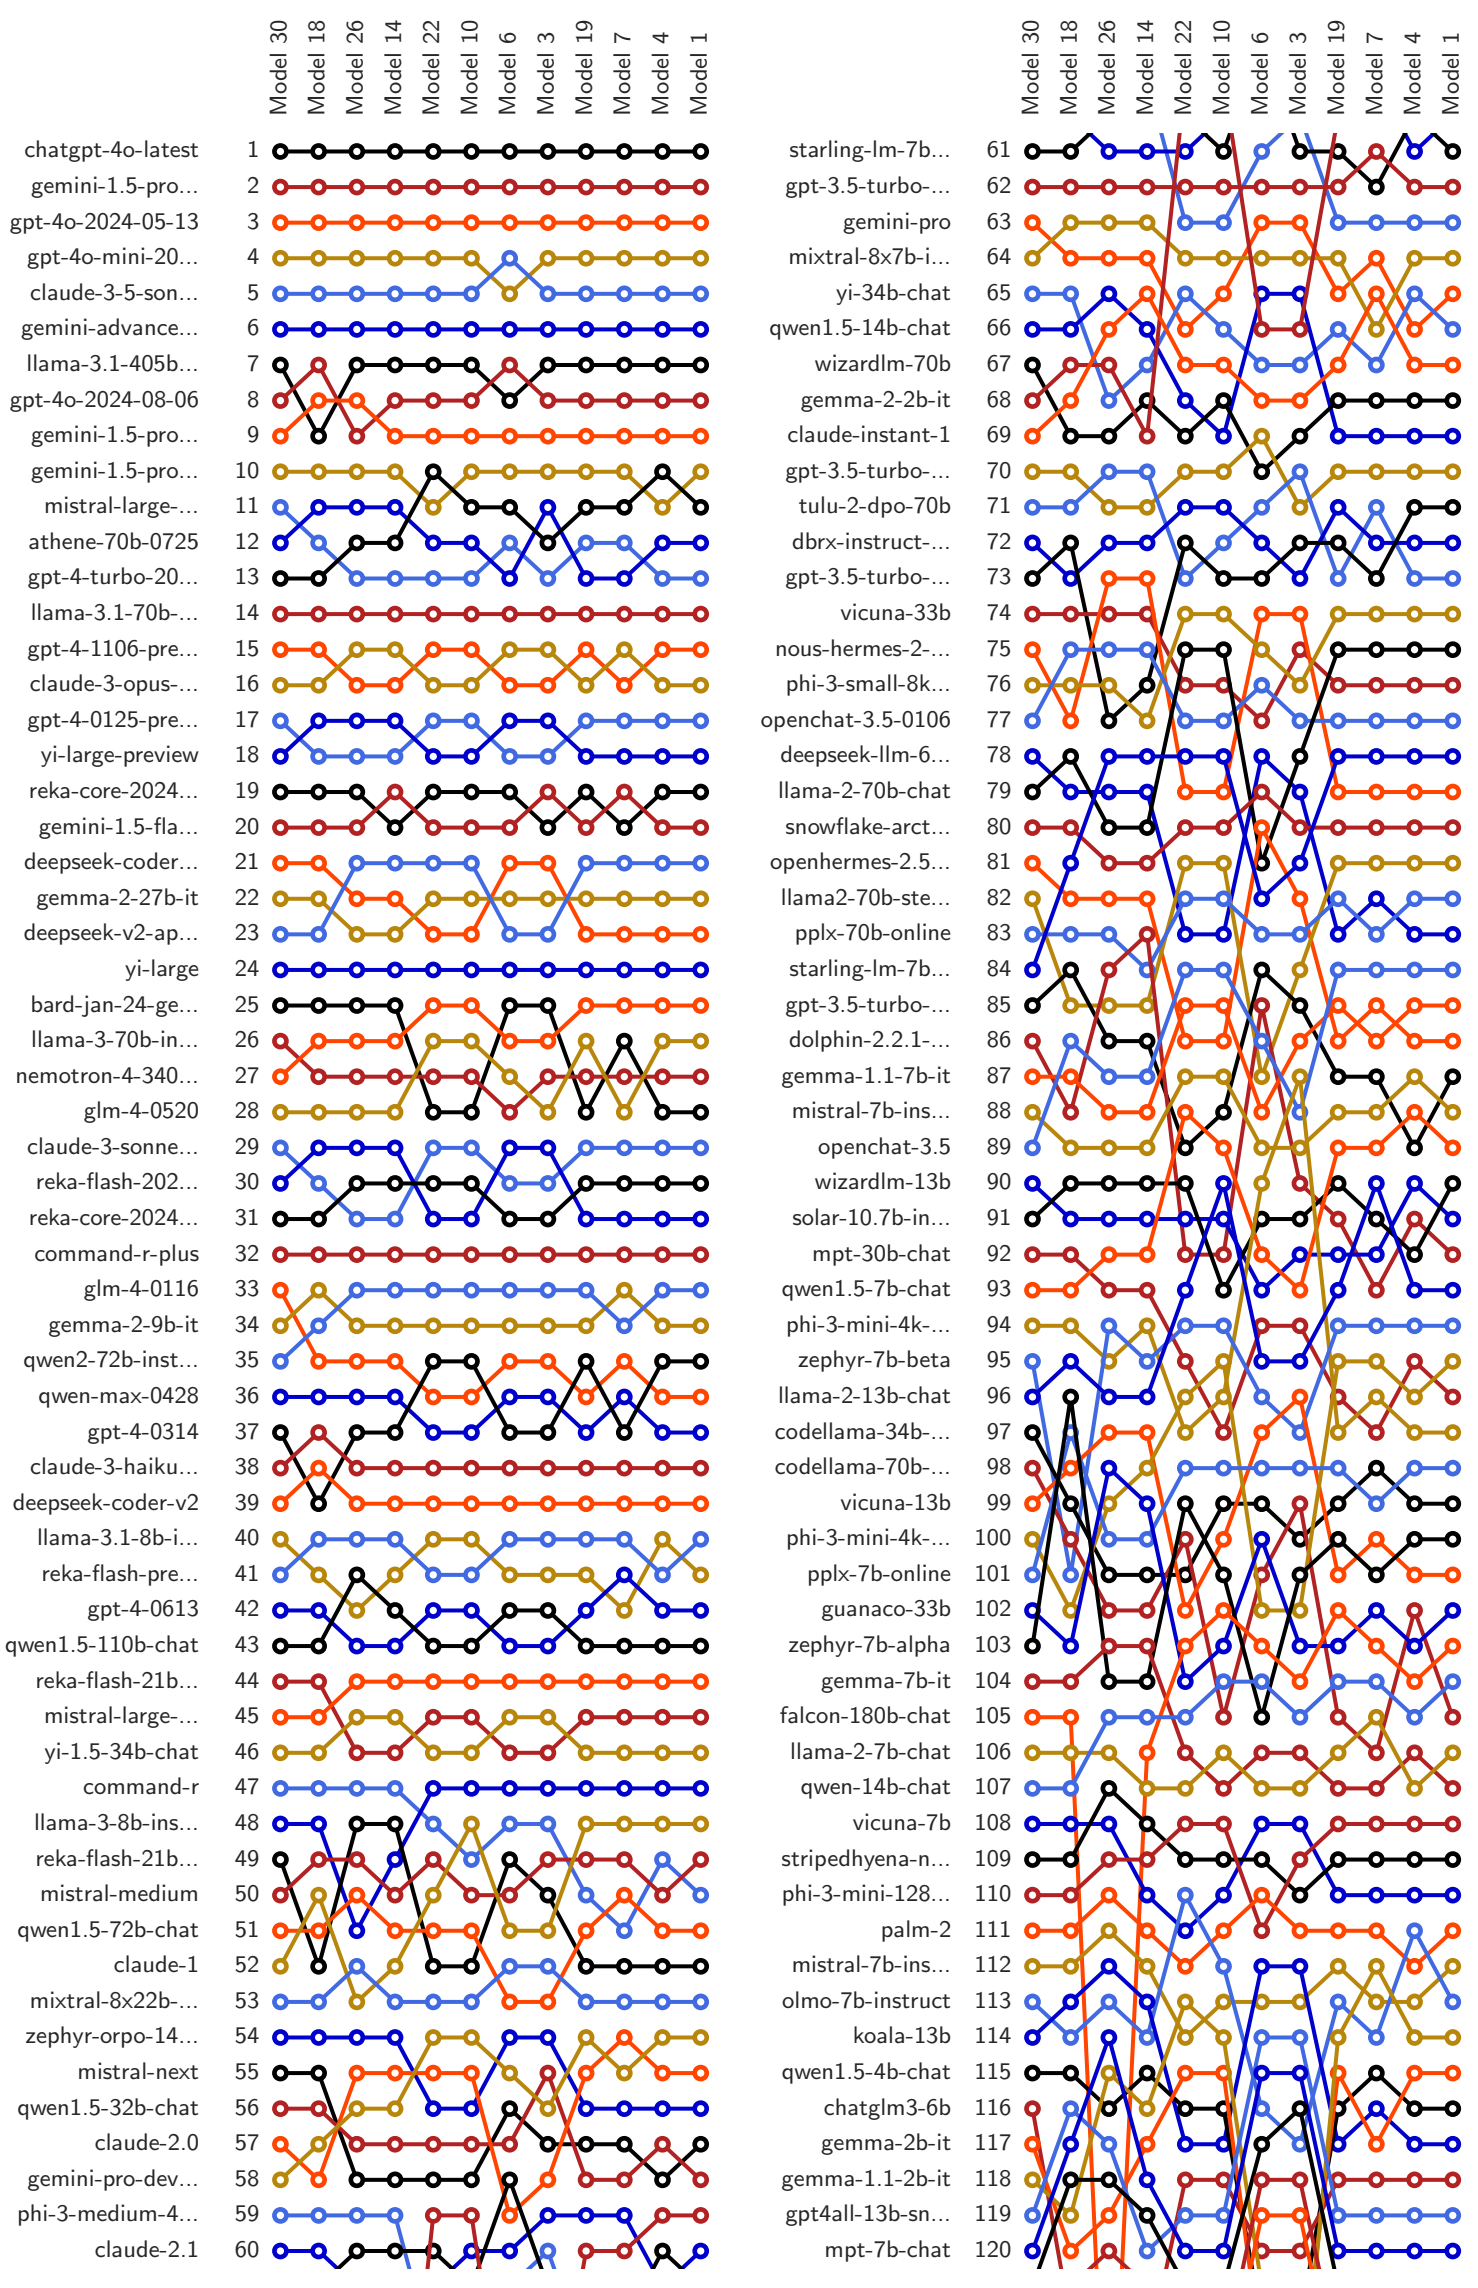 Model 30 Model 18 Model 26 Model 14 Model 22 Model 10 Model 6 Model 3 Model 19 Model 7 Model 4 Model 1
chatgpt-4o-latest 1
gemini-1.5-pro... 2
gpt-4o-2024-05-13 3
gpt-4o-mini-20... 4
claude-3-5-son... 5
gemini-advance... 6
llama-3.1-405b... 7
gpt-4o-2024-08-06 8
gemini-1.5-pro... 9
gemini-1.5-pro... 10
mistral-large-... 11
athene-70b-0725 12
gpt-4-turbo-20... 13
llama-3.1-70b-... 14
gpt-4-1106-pre... 15
claude-3-opus-... 16
gpt-4-0125-pre... 17
yi-large-preview 18
reka-core-2024... 19
gemini-1.5-fla... 20
deepseek-coder... 21
gemma-2-27b-it 22
deepseek-v2-ap... 23
yi-large 24
bard-jan-24-ge... 25
llama-3-70b-in... 26
nemotron-4-340... 27
glm-4-0520 28
claude-3-sonne... 29
reka-flash-202... 30
reka-core-2024... 31
command-r-plus 32
glm-4-0116 33
gemma-2-9b-it 34
qwen2-72b-inst... 35
qwen-max-0428 36
gpt-4-0314 37
claude-3-haiku... 38
deepseek-coder-v2 39
llama-3.1-8b-i... 40
reka-flash-pre... 41
gpt-4-0613 42
qwen1.5-110b-chat 43
reka-flash-21b... 44
mistral-large-... 45
yi-1.5-34b-chat 46
command-r 47
llama-3-8b-ins... 48
reka-flash-21b... 49
mistral-medium 50
qwen1.5-72b-chat 51
claude-1 52
mixtral-8x22b-... 53
zephyr-orpo-14... 54
mistral-next 55
qwen1.5-32b-chat 56
claude-2.0 57
gemini-pro-dev... 58
phi-3-medium-4... 59
claude-2.1 60
Model 30 Model 18 Model 26 Model 14 Model 22 Model 10 Model 6 Model 3 Model 19 Model 7 Model 4 Model 1
starling-lm-7b... 61
gpt-3.5-turbo-... 62
gemini-pro 63
mixtral-8x7b-i... 64
yi-34b-chat 65
qwen1.5-14b-chat 66
wizardlm-70b 67
gemma-2-2b-it 68
claude-instant-1 69
gpt-3.5-turbo-... 70
tulu-2-dpo-70b 71
dbrx-instruct-... 72
gpt-3.5-turbo-... 73
vicuna-33b 74
nous-hermes-2-... 75
phi-3-small-8k... 76
openchat-3.5-0106 77
deepseek-llm-6... 78
llama-2-70b-chat 79
snowflake-arct... 80
openhermes-2.5... 81
llama2-70b-ste... 82
pplx-70b-online 83
starling-lm-7b... 84
gpt-3.5-turbo-... 85
dolphin-2.2.1-... 86
gemma-1.1-7b-it 87
mistral-7b-ins... 88
openchat-3.5 89
wizardlm-13b 90
solar-10.7b-in... 91
mpt-30b-chat 92
qwen1.5-7b-chat 93
phi-3-mini-4k-... 94
zephyr-7b-beta 95
llama-2-13b-chat 96
codellama-34b-... 97
codellama-70b-... 98
vicuna-13b 99
phi-3-mini-4k-... 100
pplx-7b-online 101
guanaco-33b 102
zephyr-7b-alpha 103
gemma-7b-it 104
falcon-180b-chat 105
llama-2-7b-chat 106
qwen-14b-chat 107
vicuna-7b 108
stripedhyena-n... 109
phi-3-mini-128... 110
palm-2 111
mistral-7b-ins... 112
olmo-7b-instruct 113
koala-13b 114
qwen1.5-4b-chat 115
chatglm3-6b 116
gemma-2b-it 117
gemma-1.1-2b-it 118
gpt4all-13b-sn... 119
mpt-7b-chat 120